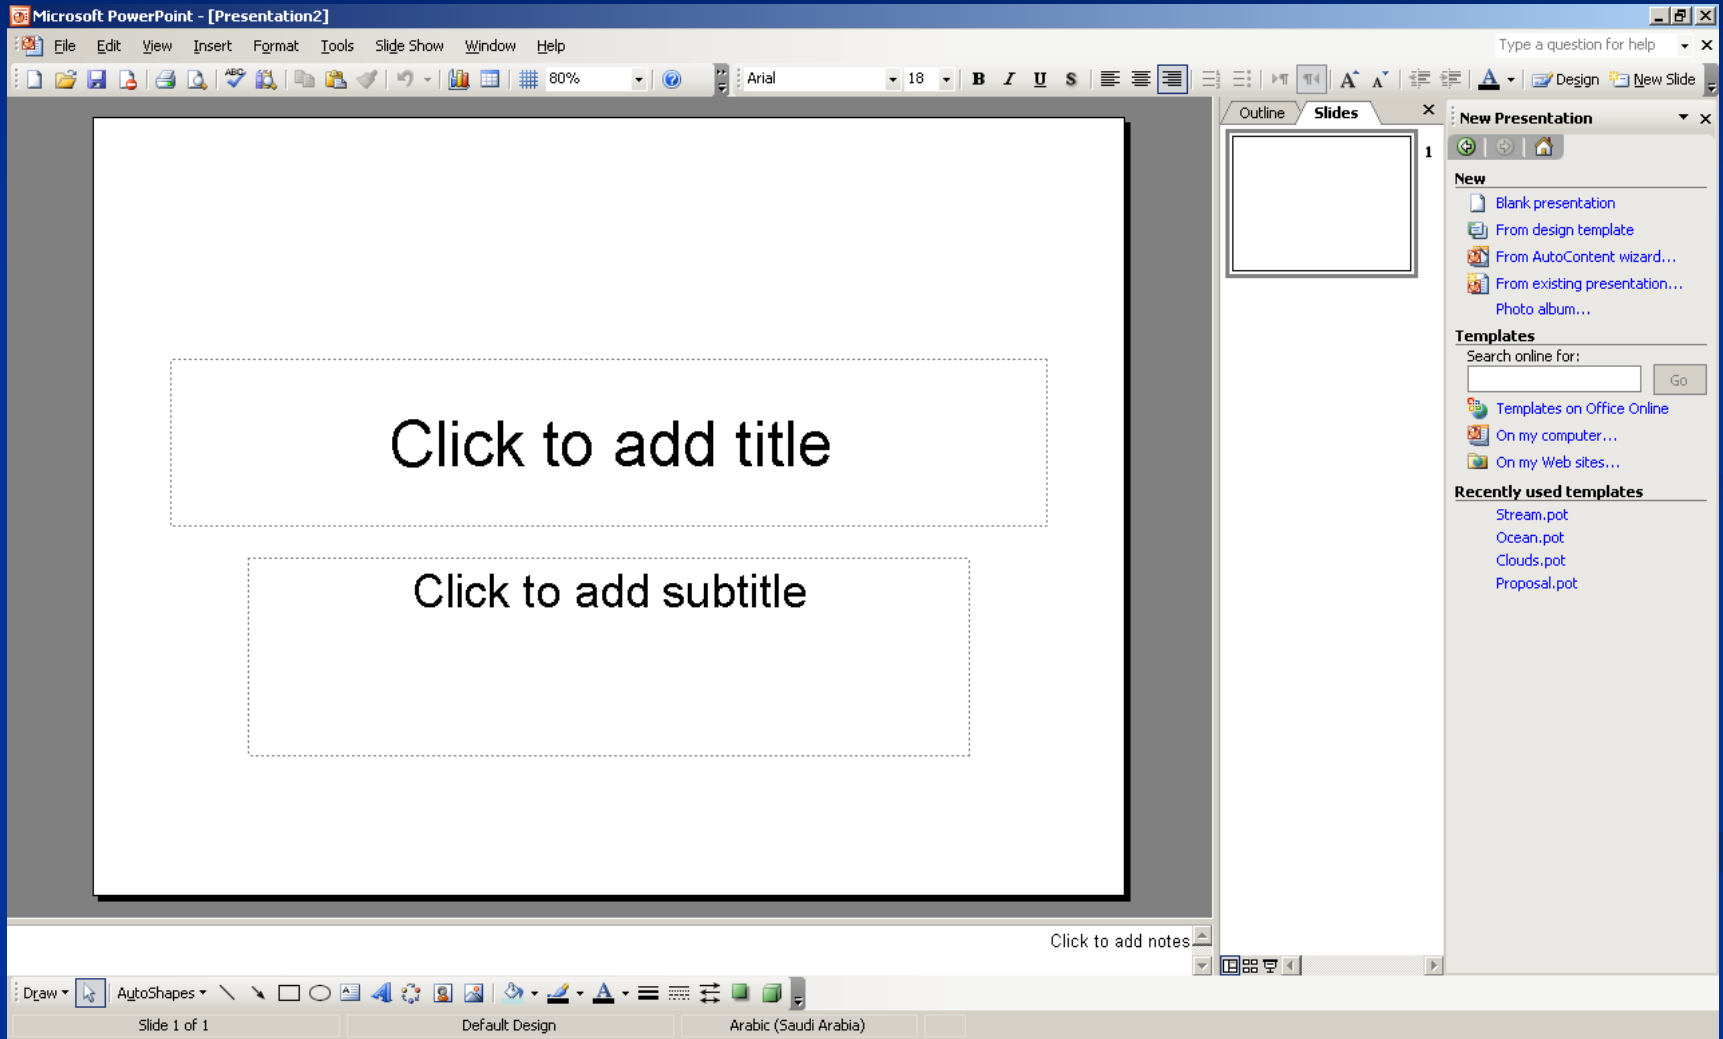 Microsoft PowerPoint - [Presentation2]
File Edit View Insert Format Tools Slide Show Window Help Type a question for help
80% Arial 18 B I U S A A A Design New Slide
Outline Slides
1
New Presentation
New
Blank presentation
From design template
From AutoContent wizard...
From existing presentation...
Photo album...
Templates
Search online for:
Go
Templates on Office Online
On my computer...
On my Web sites...
Recently used templates
Stream.pot
Ocean.pot
Clouds.pot
Proposal.pot
Click to add title
Click to add subtitle
Click to add notes
Draw AutoShapes A A
Slide 1 of 1 Default Design Arabic (Saudi Arabia)